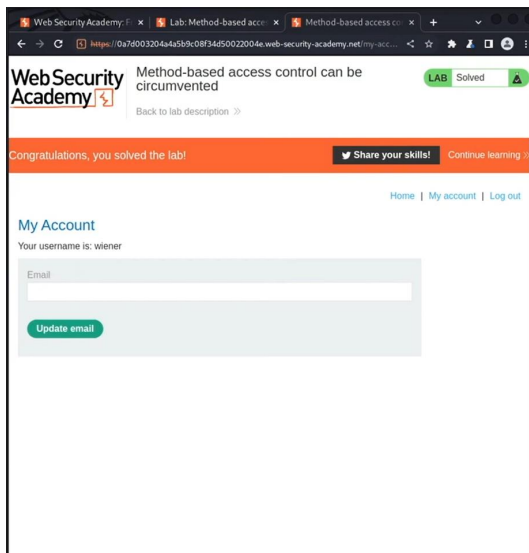 Web Security Academy: F
Lab: Method-based acce
Method-based access co
https://0a7d003204a4a5b9c08f34d50022004e.web-security-academy.net/my-acc...
Web Security
Academy
Method-based access control can be
circumvented
Back to lab description
LAB Solved
Congratulations, you solved the lab!
Share your skills!
Continue learning
Home | My account | Log out
My Account
Your username is: wiener
Email
Update email